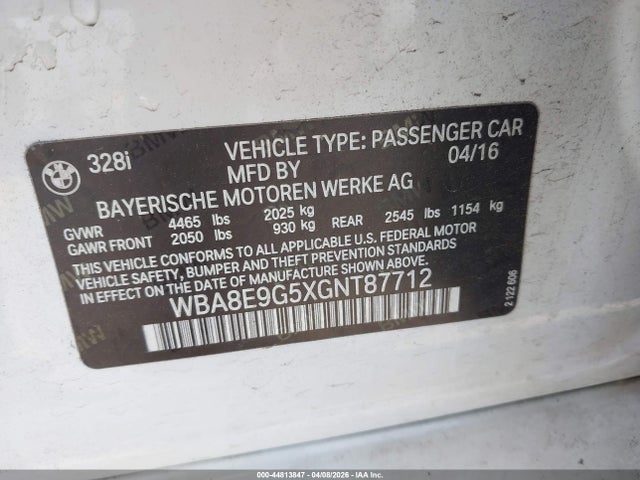 328i
VEHICLE TYPE: PASSENGER CAR
MFD BY 04/16
BAYERISCHE MOTOREN WERKE AG
GVWR 4465 lbs 2025 kg
GAWR FRONT 2050 lbs 930 kg REAR 2545 lbs 1154 kg
THIS VEHICLE CONFORMS TO ALL APPLICABLE U.S. FEDERAL MOTOR
VEHICLE SAFETY, BUMPER AND THEFT PREVENTION STANDARDS
IN EFFECT ON THE DATE OF MANUFACTURE SHOWN ABOVE.
WBA8E9G5XGNT87712
2 122 606
000-44813847 | 04/08/2026 | IAA INC.